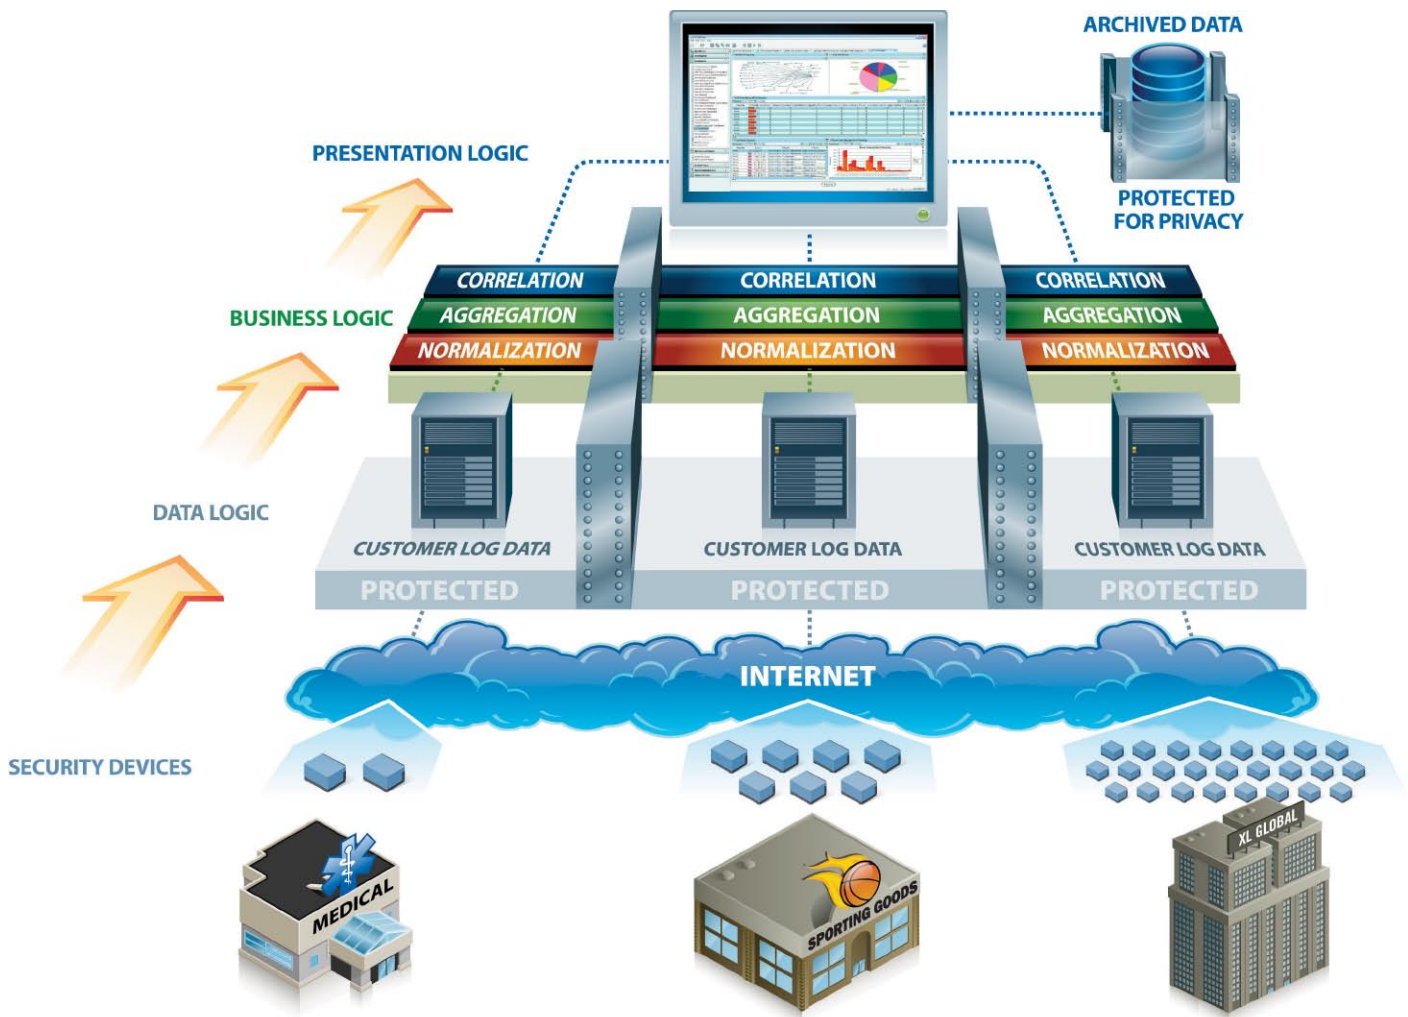 ARCHIVED DATA
PROTECTED
FOR PRIVACY
PRESENTATION LOGIC
CORRELATION
CORRELATION
CORRELATION
BUSINESS LOGIC
AGGREGATION
AGGREGATION
AGGREGATION
NORMALIZATION
NORMALIZATION
NORMALIZATION
DATA LOGIC
CUSTOMER LOG DATA
CUSTOMER LOG DATA
CUSTOMER LOG DATA
PROTECTED
PROTECTED
PROTECTED
INTERNET
SECURITY DEVICES
MEDICAL
SPORTING GOODS
XL GLOBAL